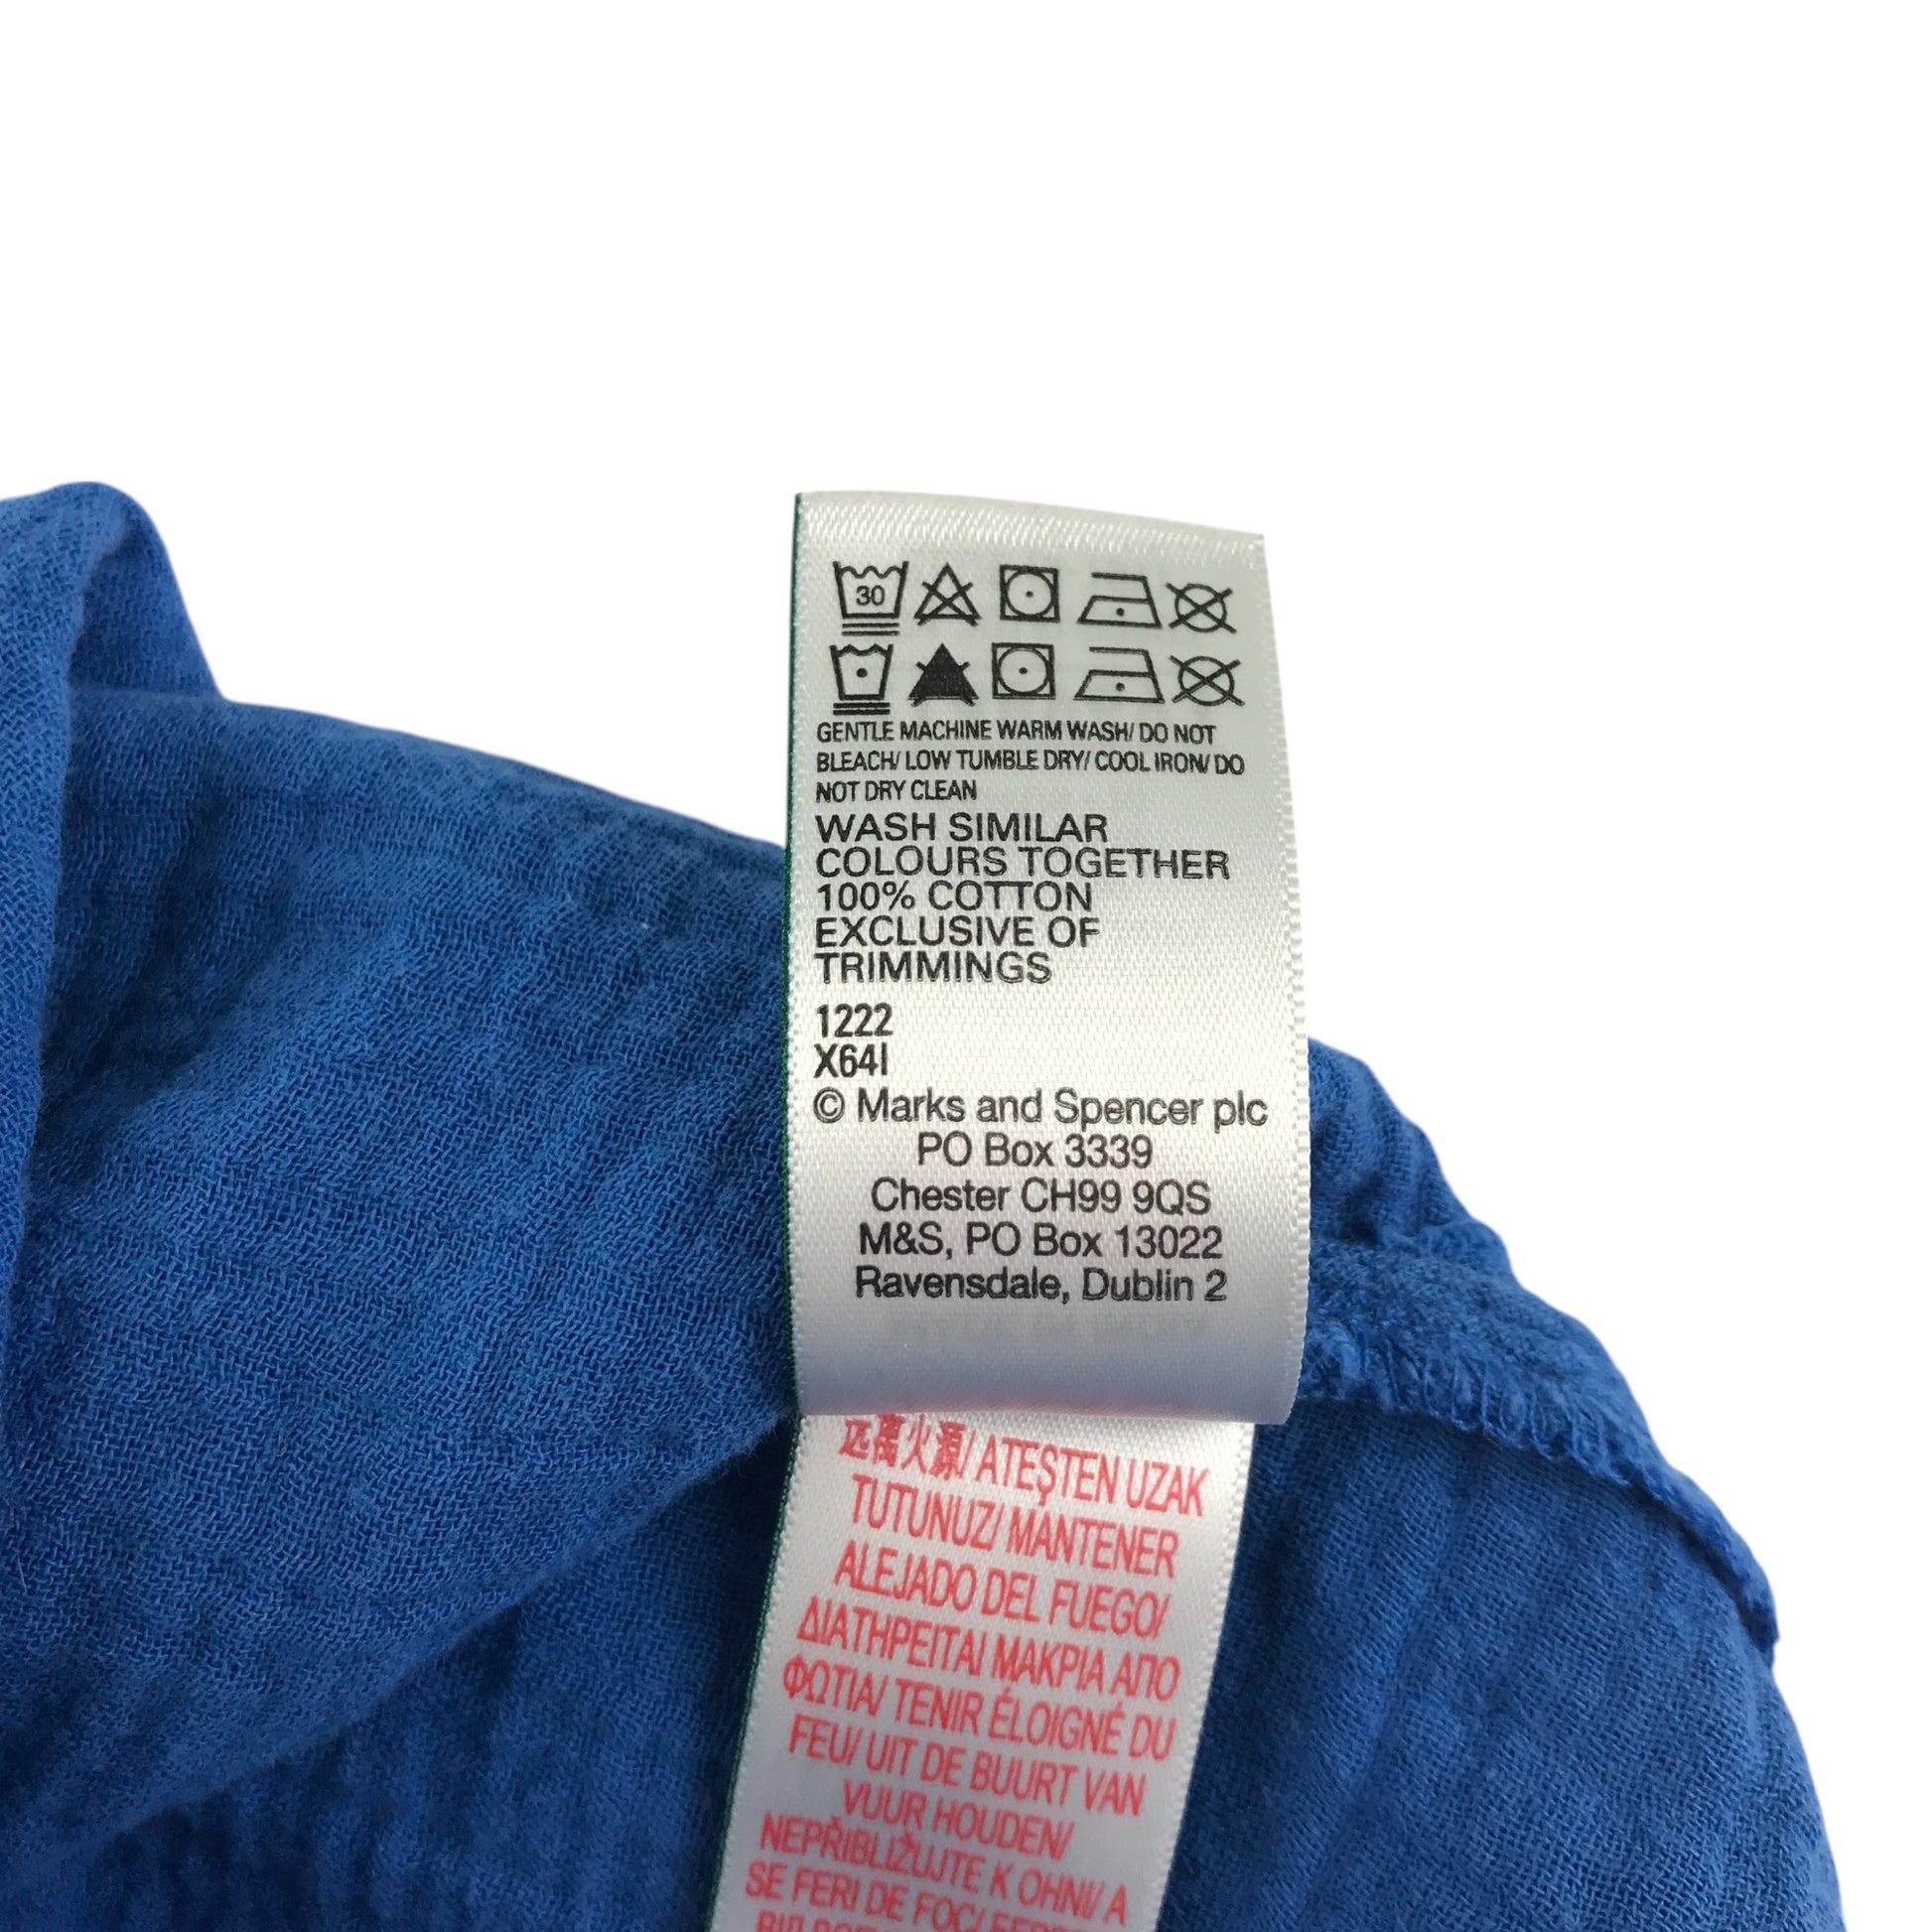 30
GENTLE MACHINE WARM WASH/ DO NOT
BLEACH/ LOW TUMBLE DRY/ COOL IRON/ DO
NOT DRY CLEAN
WASH SIMILAR
COLOURS TOGETHER
100% COTTON
EXCLUSIVE OF
TRIMMINGS
1222
X64I
© Marks and Spencer plc
PO Box 3339
Chester CH99 9QS
M&S, PO Box 13022
Ravensdale, Dublin 2
火源/ ATEŞTEN UZAK
TUTUNUZ/ MANTENER
ALEJADO DEL FUEGO/
ΔΙΑΤΗΡΕΙΤΑΙ ΜΑΚΡΙΑ ΑΠΟ
ΦΩΤΙΑ/ TENIR ÉLOIGNÉ DU
FEU/ UIT DE BUURT VAN
VUUR HOUDEN/
NEPŘIBLIŽUJTE K OHNI/ A
SE FERI DE FOC/